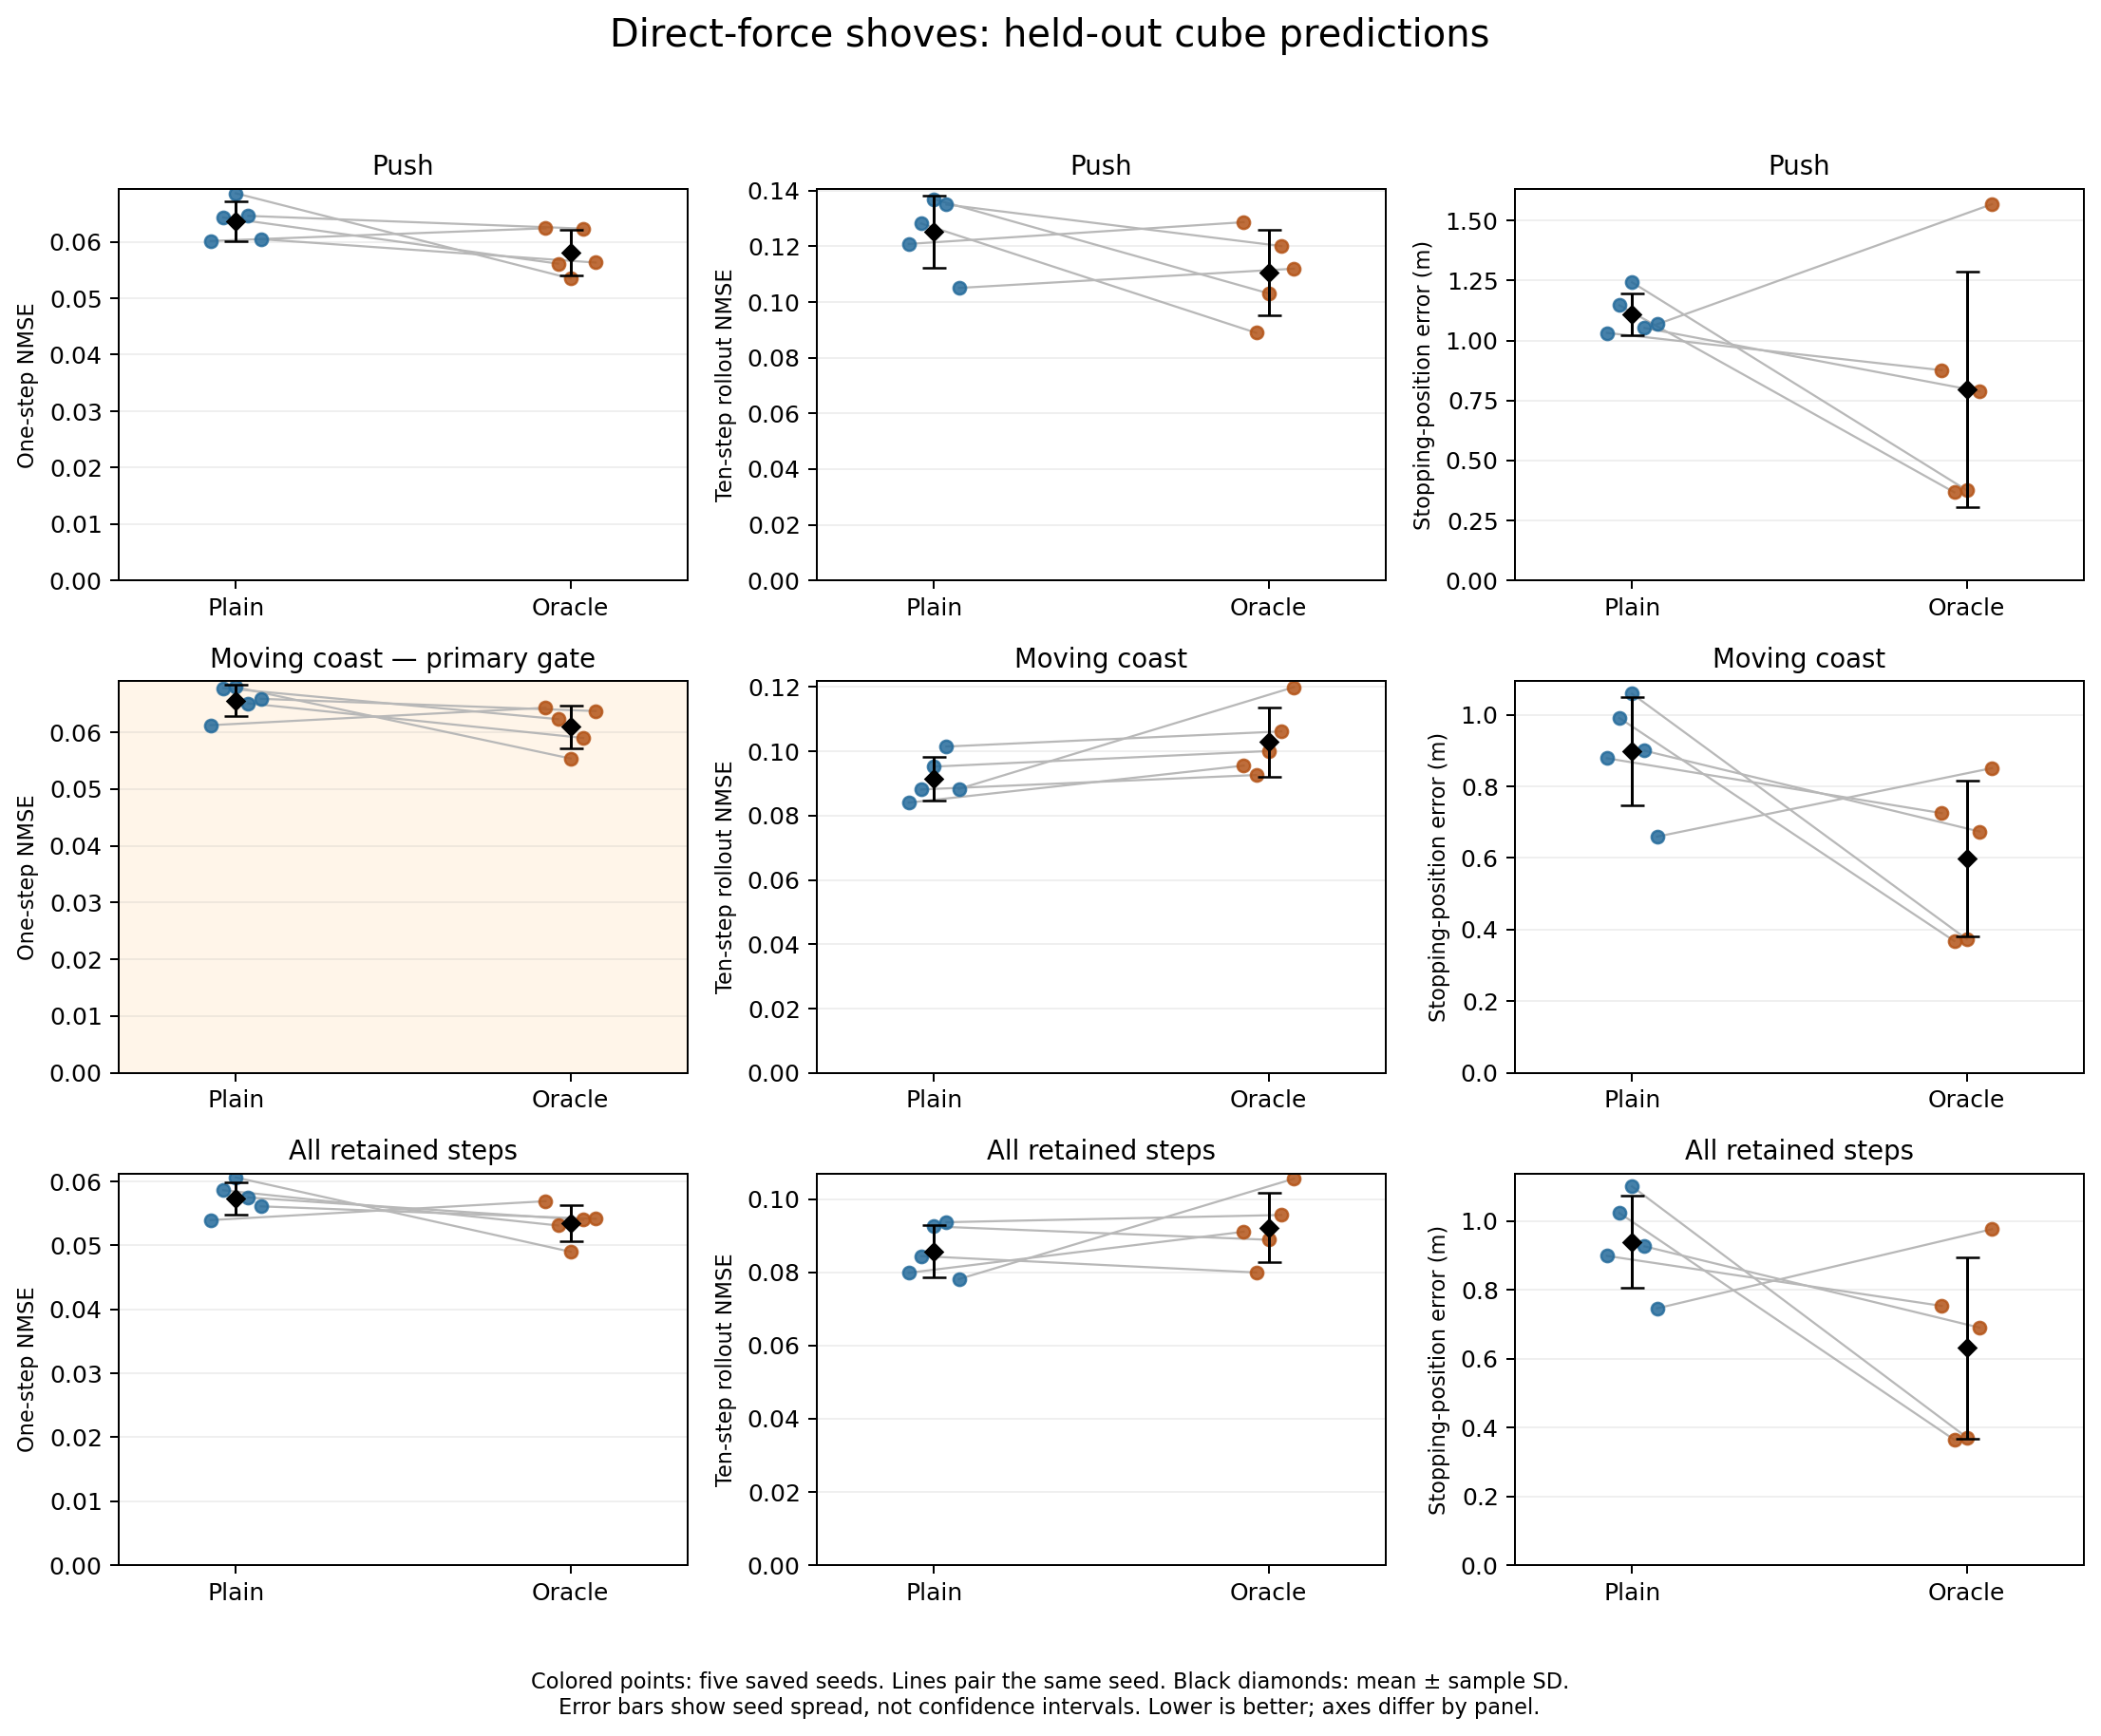 Direct-force shoves: held-out cube predictions
Push
One-step NMSE
0.06
0.05
0.04
0.03
0.02
0.01
0.00
Plain
Oracle
Push
Ten-step rollout NMSE
0.14
0.12
0.10
0.08
0.06
0.04
0.02
0.00
Plain
Oracle
Push
Stopping-position error (m)
1.50
1.25
1.00
0.75
0.50
0.25
0.00
Plain
Oracle
Moving coast — primary gate
One-step NMSE
0.06
0.05
0.04
0.03
0.02
0.01
0.00
Plain
Oracle
Moving coast
Ten-step rollout NMSE
0.12
0.10
0.08
0.06
0.04
0.02
0.00
Plain
Oracle
Moving coast
Stopping-position error (m)
1.0
0.8
0.6
0.4
0.2
0.0
Plain
Oracle
All retained steps
One-step NMSE
0.06
0.05
0.04
0.03
0.02
0.01
0.00
Plain
Oracle
All retained steps
Ten-step rollout NMSE
0.10
0.08
0.06
0.04
0.02
0.00
Plain
Oracle
All retained steps
Stopping-position error (m)
1.0
0.8
0.6
0.4
0.2
0.0
Plain
Oracle
Colored points: five saved seeds. Lines pair the same seed. Black diamonds: mean ± sample SD.
Error bars show seed spread, not confidence intervals. Lower is better; axes differ by panel.